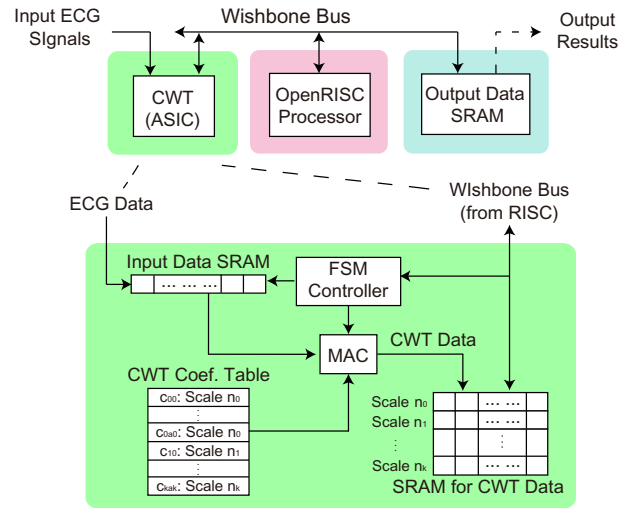 Input ECG
SIgnals
Wishbone Bus
Output
Results
CWT
(ASIC)
OpenRISC
Processor
Output Data
SRAM
ECG Data
WIshbone Bus
(from RISC)
Input Data SRAM
... ... ...
FSM
Controller
MAC
CWT Data
CWT Coef. Table
c00: Scale n0
⋮
c0a0: Scale n0
c10: Scale n1
⋮
ckak: Scale nk
Scale n0 ... ...
Scale n1 ... ...
⋮ ⋮
Scale nk ... ...
SRAM for CWT Data